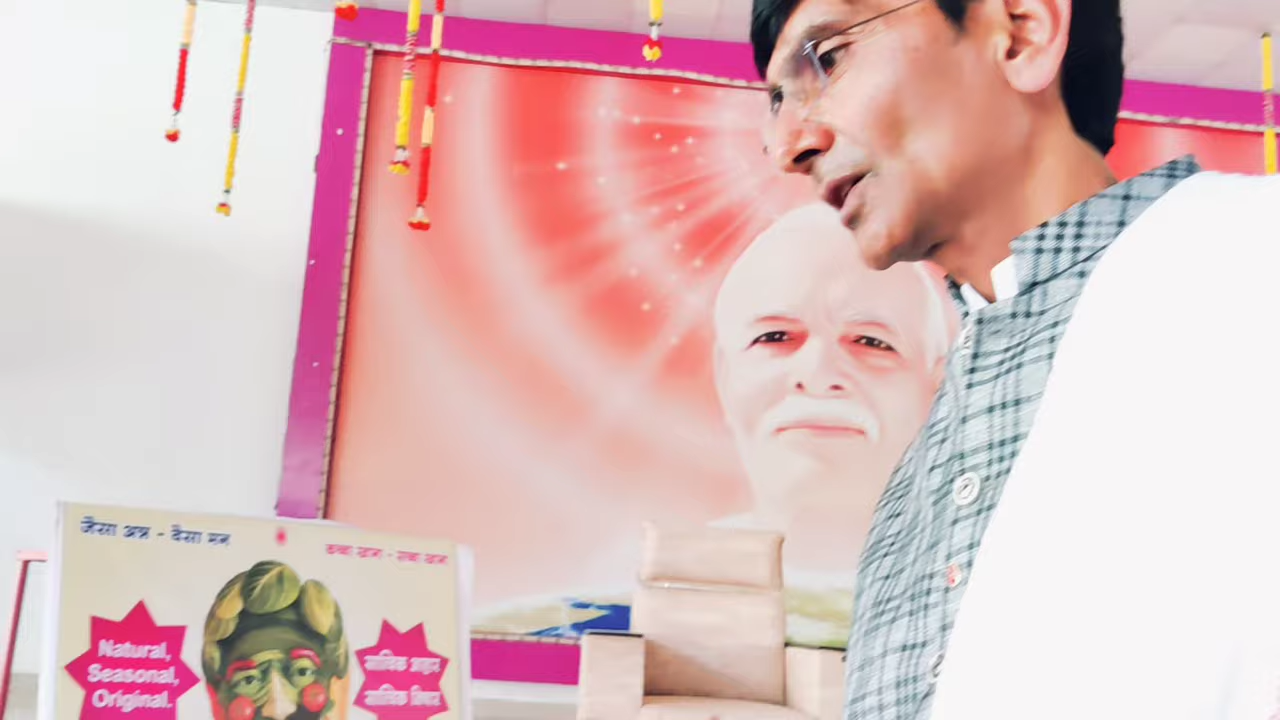 जैसा अन्न - वैसा मन
Natural,
Seasonal,
Original.
सात्विक आहार
सात्विक विचार